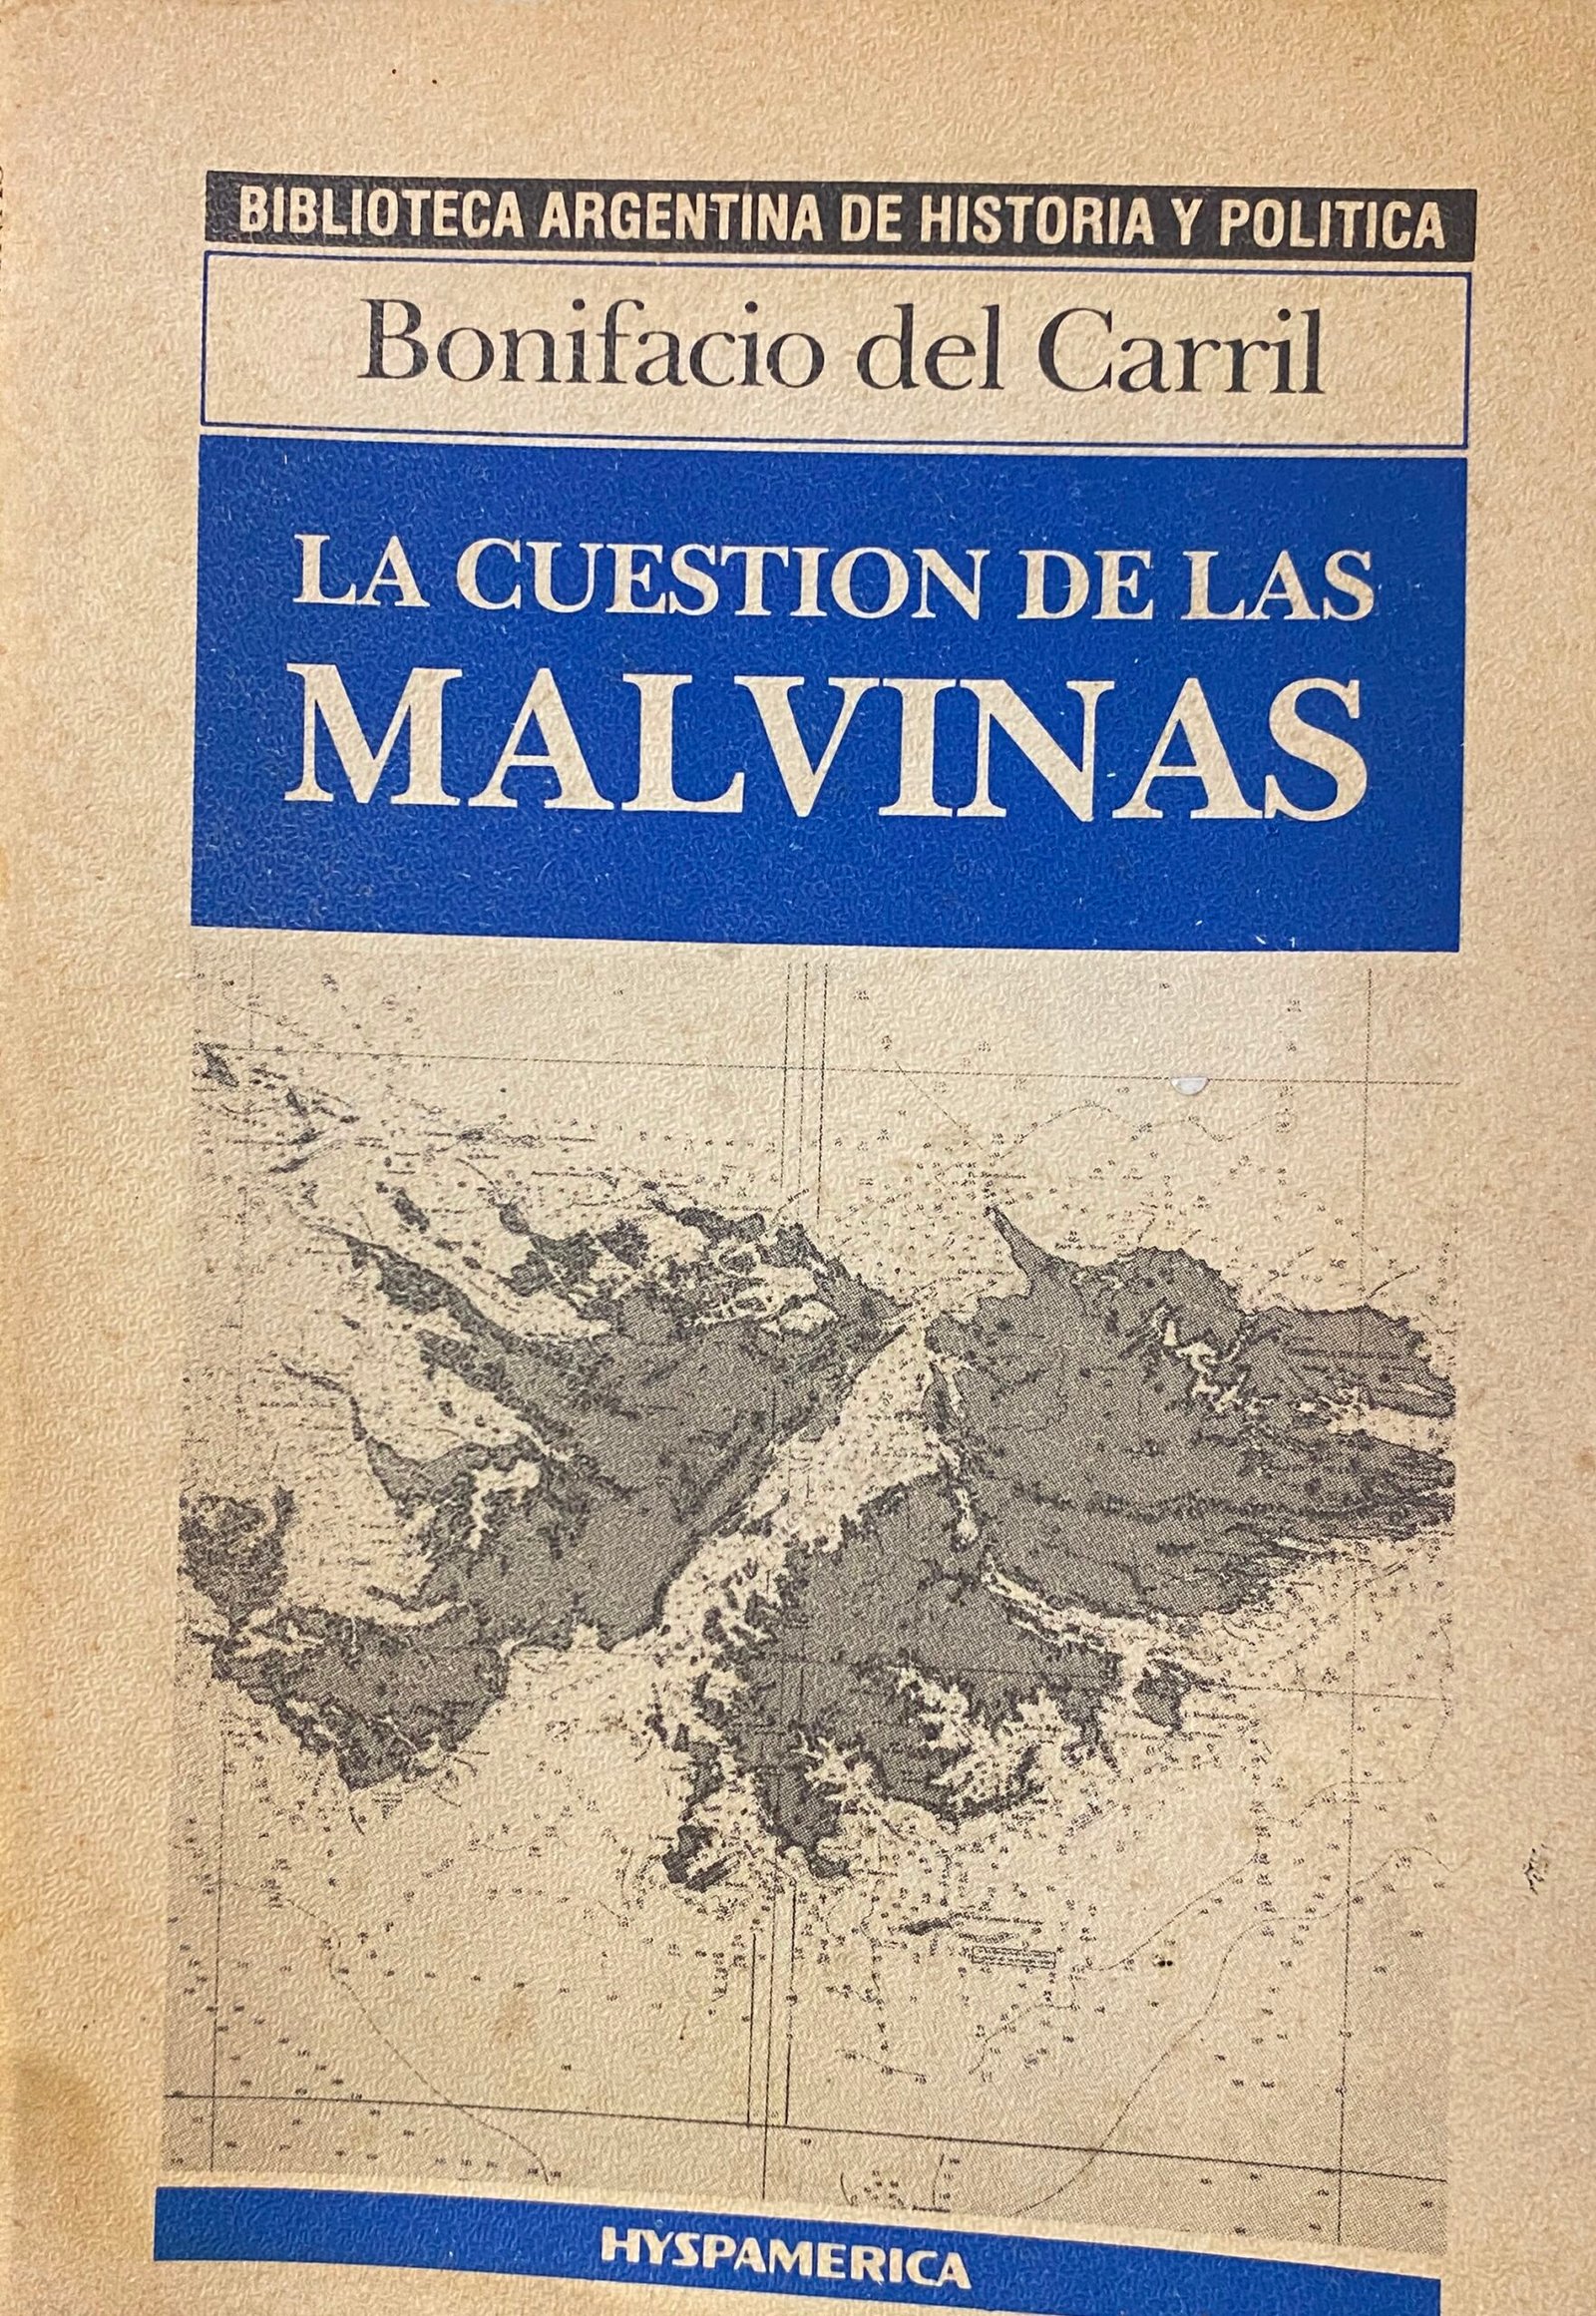 BIBLIOTECA ARGENTINA DE HISTORIA Y POLITICA
Bonifacio del Carril
LA CUESTION DE LAS
MALVINAS
HYSPAMERICA